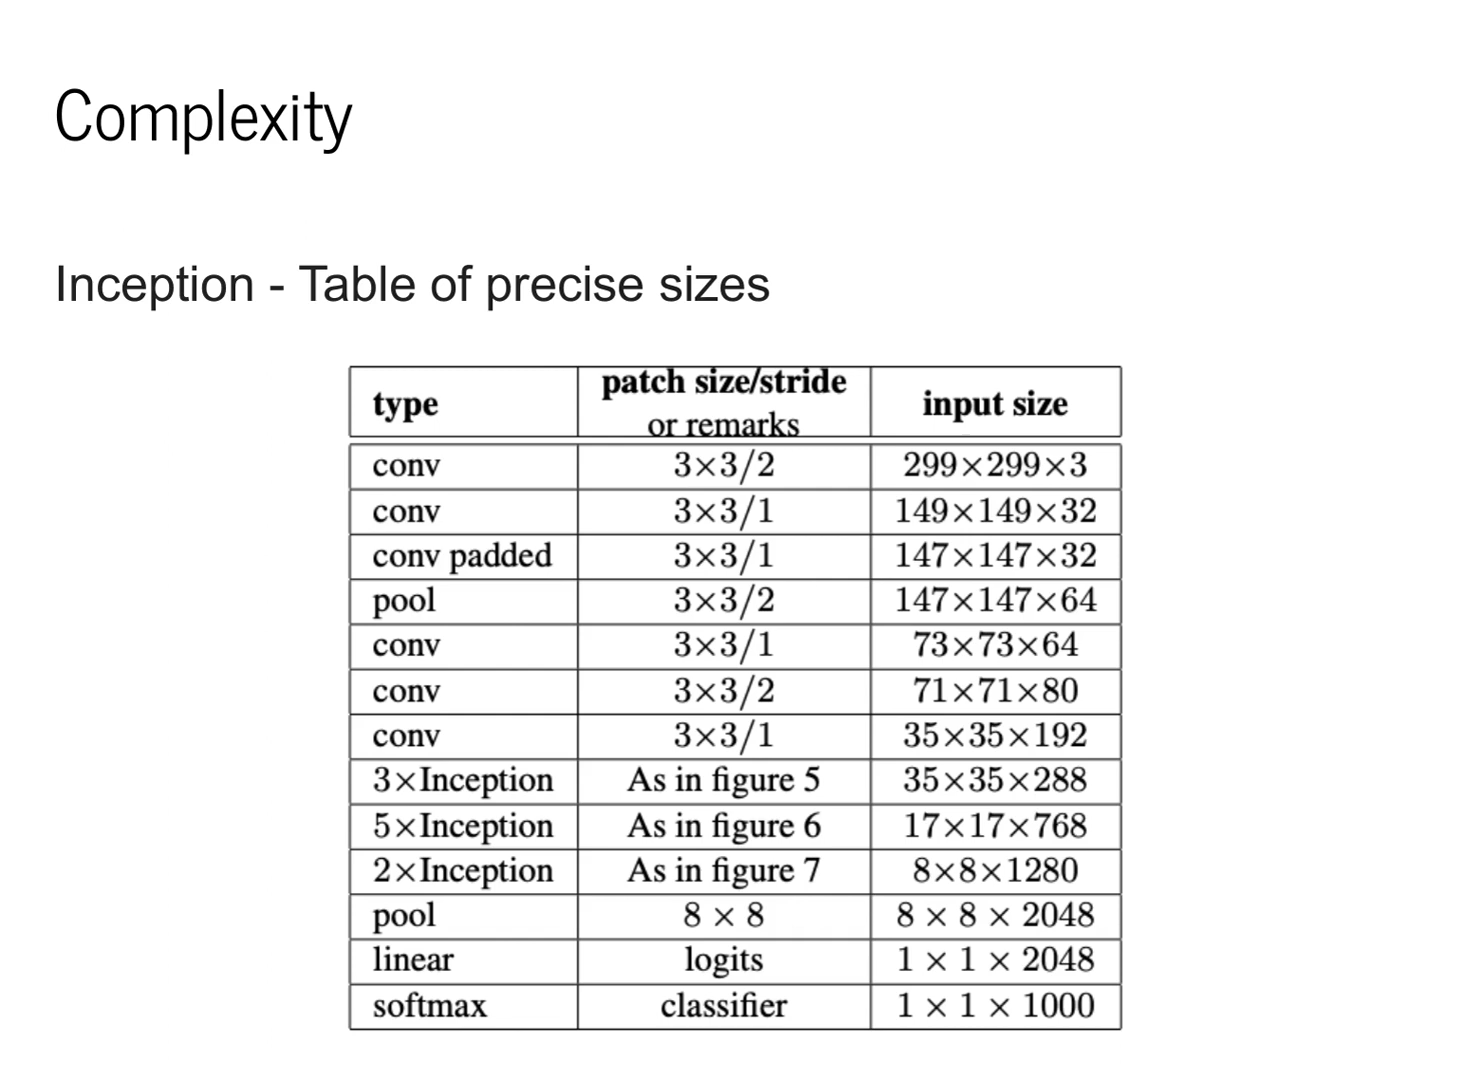 Complexity
Inception - Table of precise sizes
type patch size/stride or remarks input size
conv 3×3/2 299×299×3
conv 3×3/1 149×149×32
conv padded 3×3/1 147×147×32
pool 3×3/2 147×147×64
conv 3×3/1 73×73×64
conv 3×3/2 71×71×80
conv 3×3/1 35×35×192
3×Inception As in figure 5 35×35×288
5×Inception As in figure 6 17×17×768
2×Inception As in figure 7 8×8×1280
pool 8 × 8 8 × 8 × 2048
linear logits 1 × 1 × 2048
softmax classifier 1 × 1 × 1000